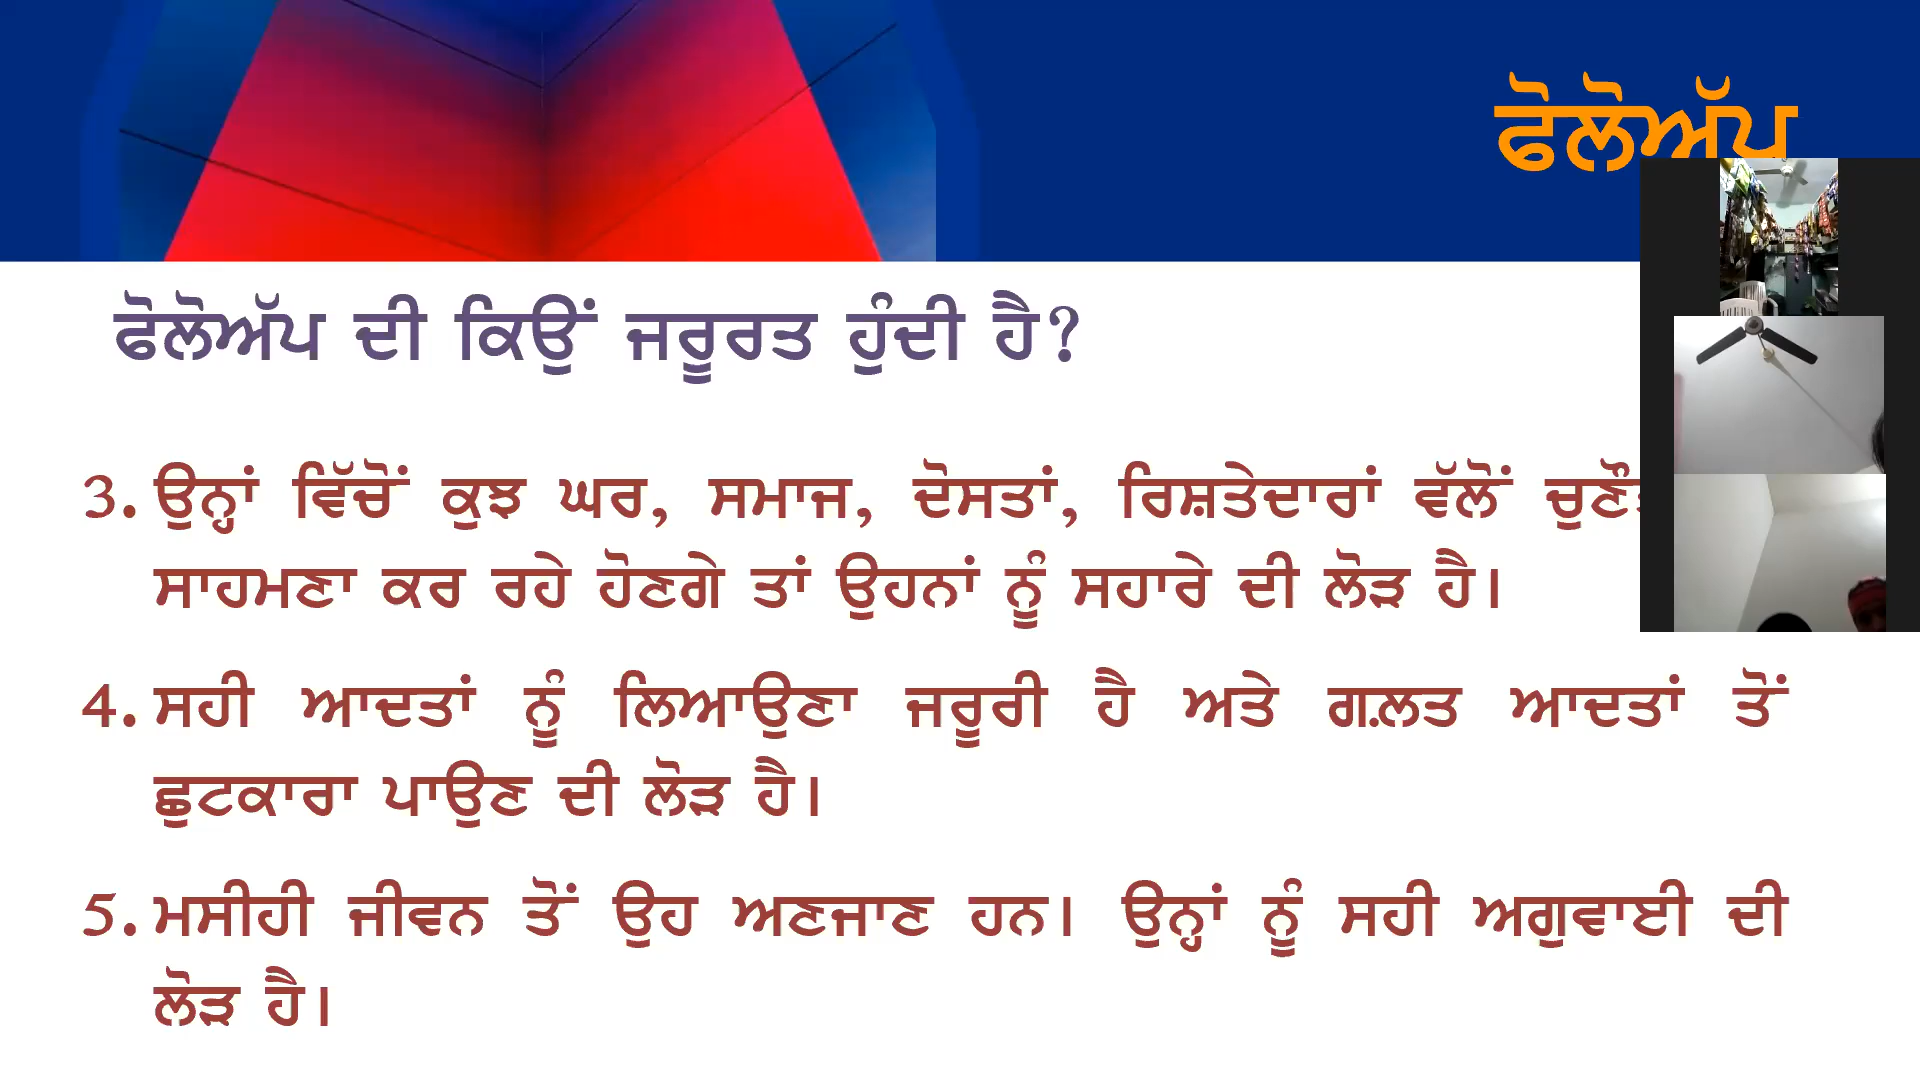 ਫੋਲੋਅੱਪ
ਫੋਲੋਅੱਪ ਦੀ ਕਿਉਂ ਜਰੂਰਤ ਹੁੰਦੀ ਹੈ?
3. ਉਨ੍ਹਾਂ ਵਿੱਚੋਂ ਕੁਝ ਘਰ, ਸਮਾਜ, ਦੋਸਤਾਂ, ਰਿਸ਼ਤੇਦਾਰਾਂ ਵੱਲੋਂ
ਸਾਹਮਣਾ ਕਰ ਰਹੇ ਹੋਣਗੇ ਤਾਂ ਉਹਨਾਂ ਨੂੰ ਸਹਾਰੇ ਦੀ ਲੋੜ ਹੈ।
4. ਸਹੀ ਆਦਤਾਂ ਨੂੰ ਲਿਆਉਣਾ ਜਰੂਰੀ ਹੈ ਅਤੇ ਗਲ਼ਤ ਆਦਤਾਂ ਤੋਂ
ਛੁਟਕਾਰਾ ਪਾਉਣ ਦੀ ਲੋੜ ਹੈ।
5. ਮਸੀਹੀ ਜੀਵਨ ਤੋਂ ਉਹ ਅਣਜਾਣ ਹਨ। ਉਨ੍ਹਾਂ ਨੂੰ ਸਹੀ ਅਗੁਵਾਈ ਦੀ
ਲੋੜ ਹੈ।